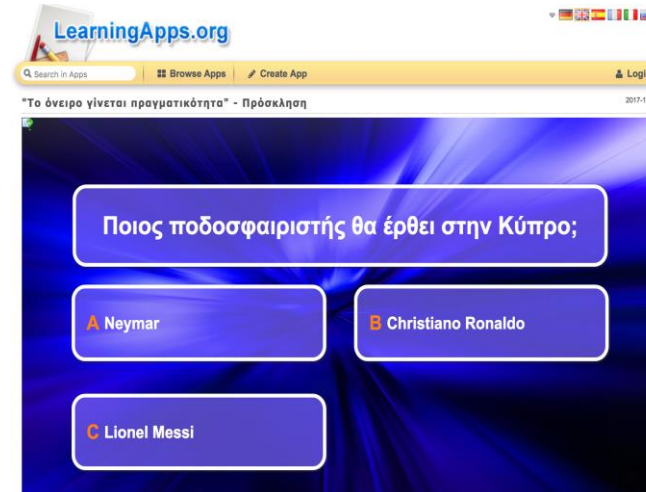 LearningApps.org
Search in Apps Browse Apps Create App
"Το όνειρο γίνεται πραγματικότητα" - Πρόσκληση
Ποιος ποδοσφαιριστής θα έρθει στην Κύπρο;
A Neymar
B Christiano Ronaldo
C Lionel Messi